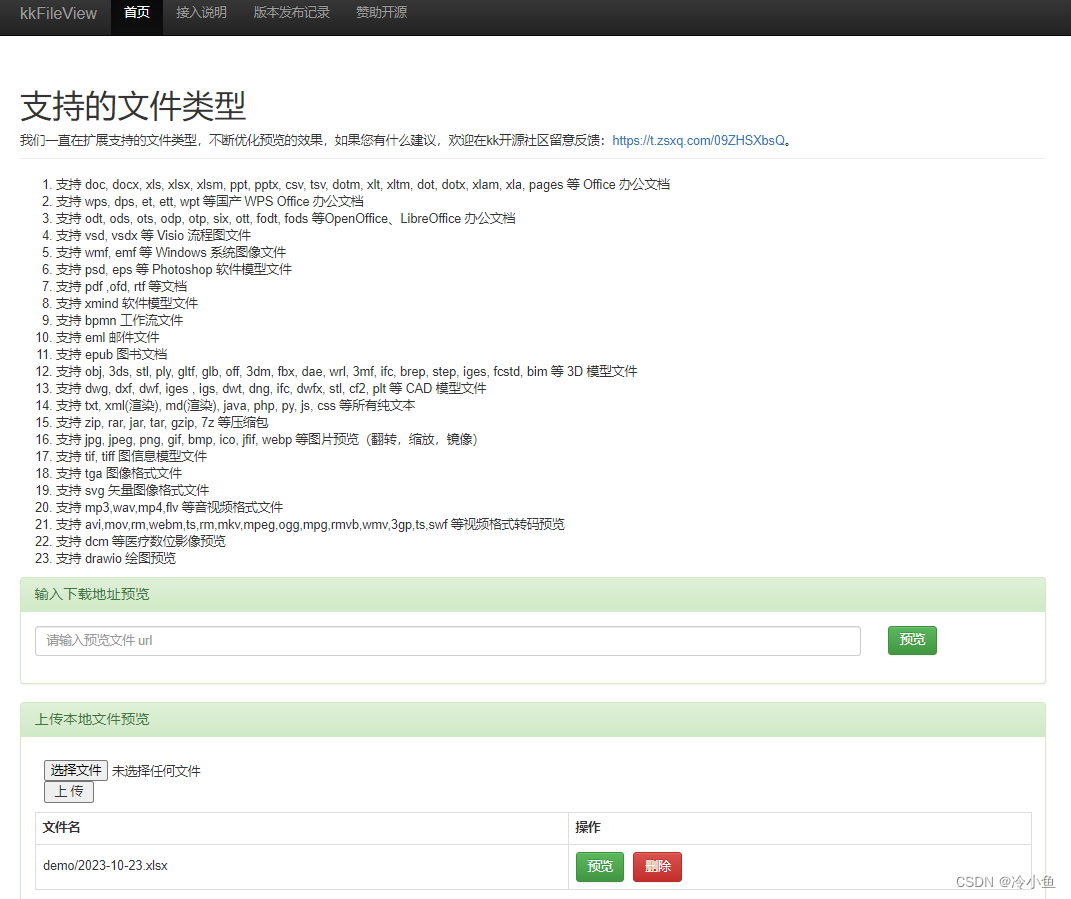 kkFileView 首页 接入说明 版本发布记录 赞助开源
支持的文件类型
我们一直在扩展支持的文件类型，不断优化预览的效果，如果您有什么建议，欢迎在kk开源社区留意反馈：https://t.zsxq.com/09ZHSXbsQ。
1. 支持 doc, docx, xls, xlsx, xlsm, ppt, pptx, csv, tsv, dotm, xlt, xltm, dot, dotx, xlam, xla, pages 等 Office 办公文档
2. 支持 wps, dps, et, ett, wpt 等国产 WPS Office 办公文档
3. 支持 odt, ods, ots, odp, otp, six, ott, fodt, fods 等OpenOffice、LibreOffice 办公文档
4. 支持 vsd, vsdx 等 Visio 流程图文件
5. 支持 wmf, emf 等 Windows 系统图像文件
6. 支持 psd, eps 等 Photoshop 软件模型文件
7. 支持 pdf ,ofd, rtf 等文档
8. 支持 xmind 软件模型文件
9. 支持 bpmn 工作流文件
10. 支持 eml 邮件文件
11. 支持 epub 图书文档
12. 支持 obj, 3ds, stl, ply, gltf, glb, off, 3dm, fbx, dae, wrl, 3mf, ifc, brep, step, iges, fcstd, bim 等 3D 模型文件
13. 支持 dwg, dxf, dwf, iges , igs, dwt, dng, ifc, dwfx, stl, cf2, plt 等 CAD 模型文件
14. 支持 txt, xml(渲染), md(渲染), java, php, py, js, css 等所有纯文本
15. 支持 zip, rar, jar, tar, gzip, 7z 等压缩包
16. 支持 jpg, jpeg, png, gif, bmp, ico, jfif, webp 等图片预览（翻转，缩放，镜像）
17. 支持 tif, tiff 图信息模型文件
18. 支持 tga 图像格式文件
19. 支持 svg 矢量图像格式文件
20. 支持 mp3,wav,mp4,flv 等音视频格式文件
21. 支持 avi,mov,rm,webm,ts,rm,mkv,mpeg,ogg,mpg,rmvb,wmv,3gp,ts,swf 等视频格式转码预览
22. 支持 dcm 等医疗数位影像预览
23. 支持 drawio 绘图预览
输入下载地址预览
请输入预览文件 url 预览
上传本地文件预览
选择文件 未选择任何文件
上 传
文件名 操作
demo/2023-10-23.xlsx 预览 删除
CSDN @冷小鱼